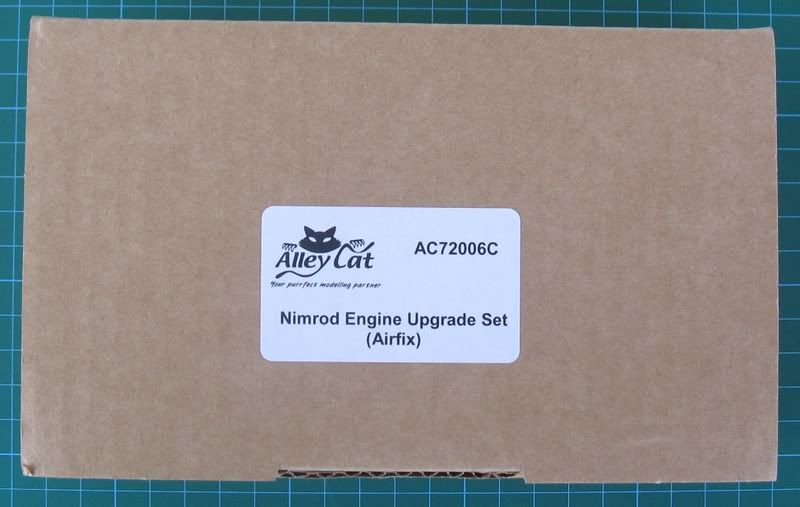 Alley Cat
AC72006C
Your purrfect modelling partner
Nimrod Engine Upgrade Set
(Airfix)